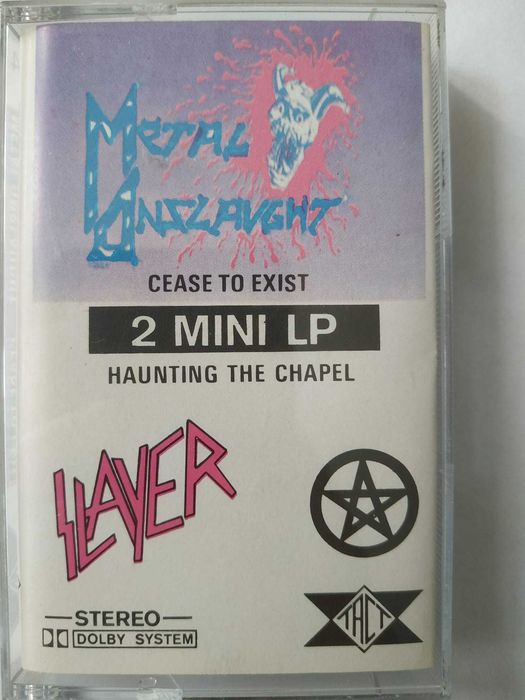 METAL
ONSLAUGHT
CEASE TO EXIST
2 MINI LP
HAUNTING THE CHAPEL
SLAYER
STEREO
DOLBY SYSTEM
TACT